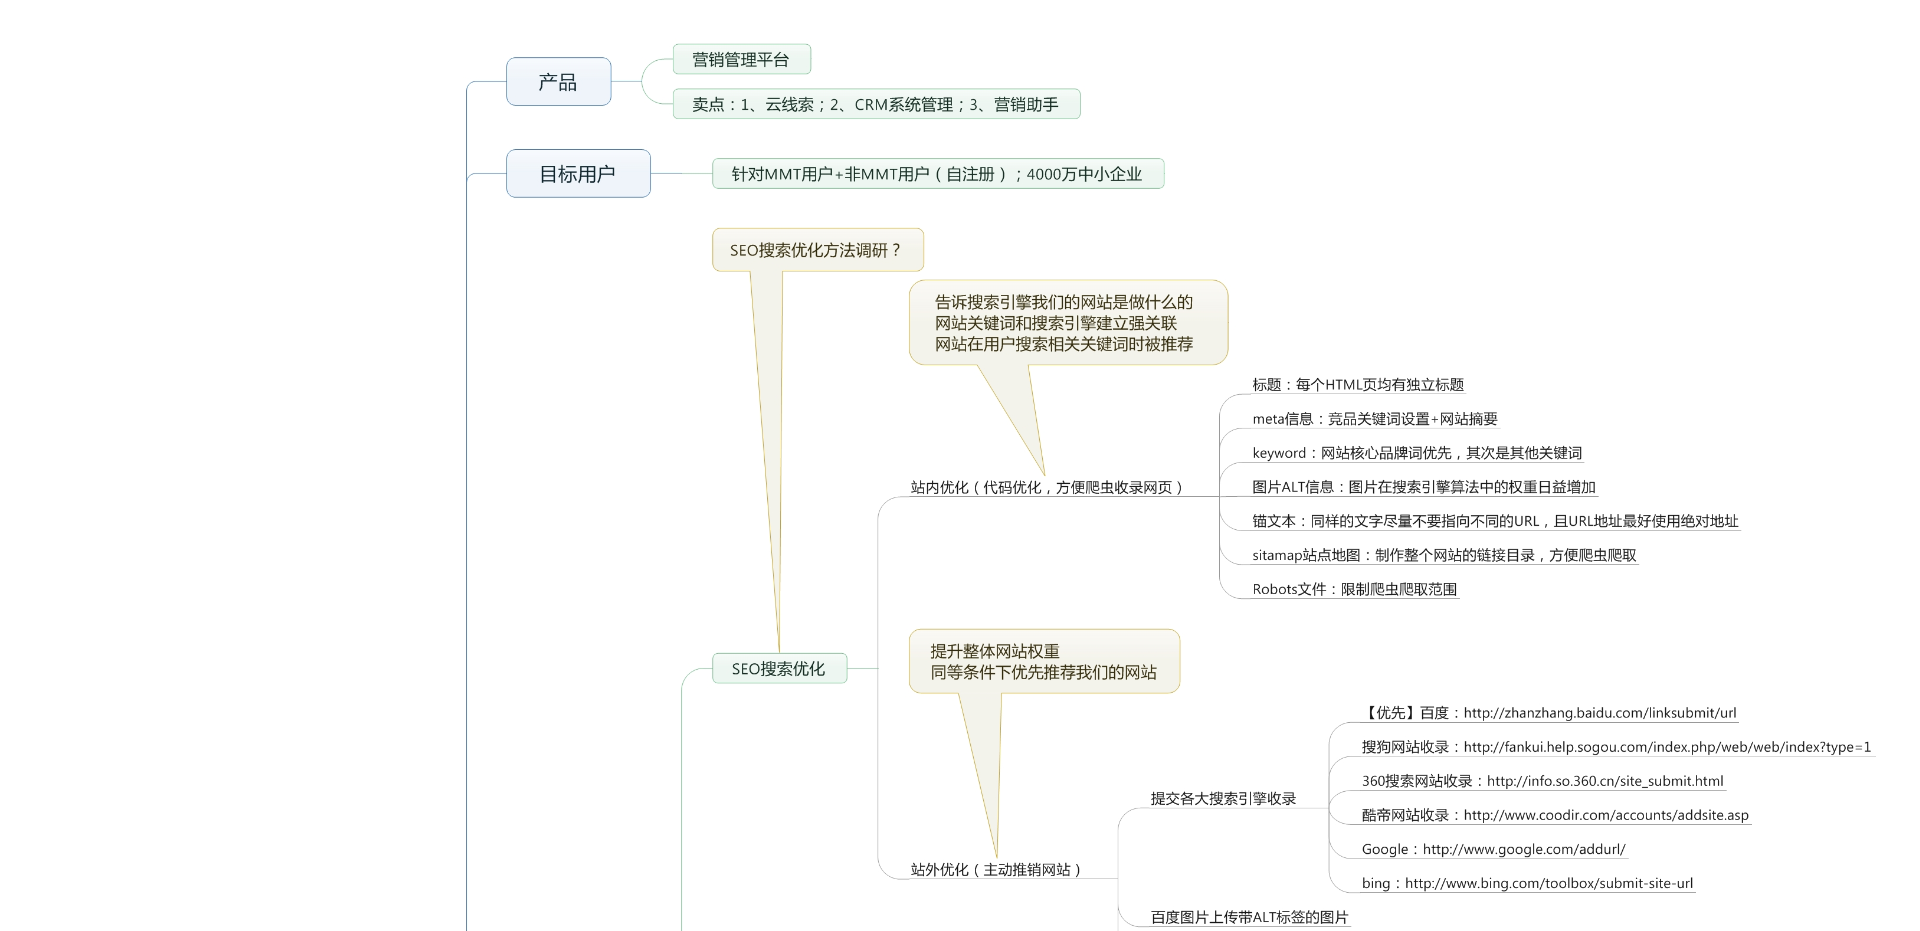 产品
营销管理平台
卖点：1、云线索；2、CRM系统管理；3、营销助手
目标用户
针对MMT用户+非MMT用户（自注册）；4000万中小企业
SEO搜索优化方法调研？
告诉搜索引擎我们的网站是做什么的
网站关键词和搜索引擎建立强关联
网站在用户搜索相关关键词时被推荐
标题：每个HTML页均有独立标题
meta信息：竞品关键词设置+网站摘要
keyword：网站核心品牌词优先，其次是其他关键词
站内优化（代码优化，方便爬虫收录网页）
图片ALT信息：图片在搜索引擎算法中的权重日益增加
锚文本：同样的文字尽量不要指向不同的URL，且URL地址最好使用绝对地址
sitamap站点地图：制作整个网站的链接目录，方便爬虫爬取
Robots文件：限制爬虫爬取范围
提升整体网站权重
同等条件下优先推荐我们的网站
SEO搜索优化
【优先】百度：http://zhanzhang.baidu.com/linksubmit/url
搜狗网站收录：http://fankui.help.sogou.com/index.php/web/web/index?type=1
360搜索网站收录：http://info.so.360.cn/site_submit.html
提交各大搜索引擎收录
酷帝网站收录：http://www.coodir.com/accounts/addsite.asp
Google：http://www.google.com/addurl/
站外优化（主动推销网站）
bing：http://www.bing.com/toolbox/submit-site-url
百度图片上传带ALT标签的图片